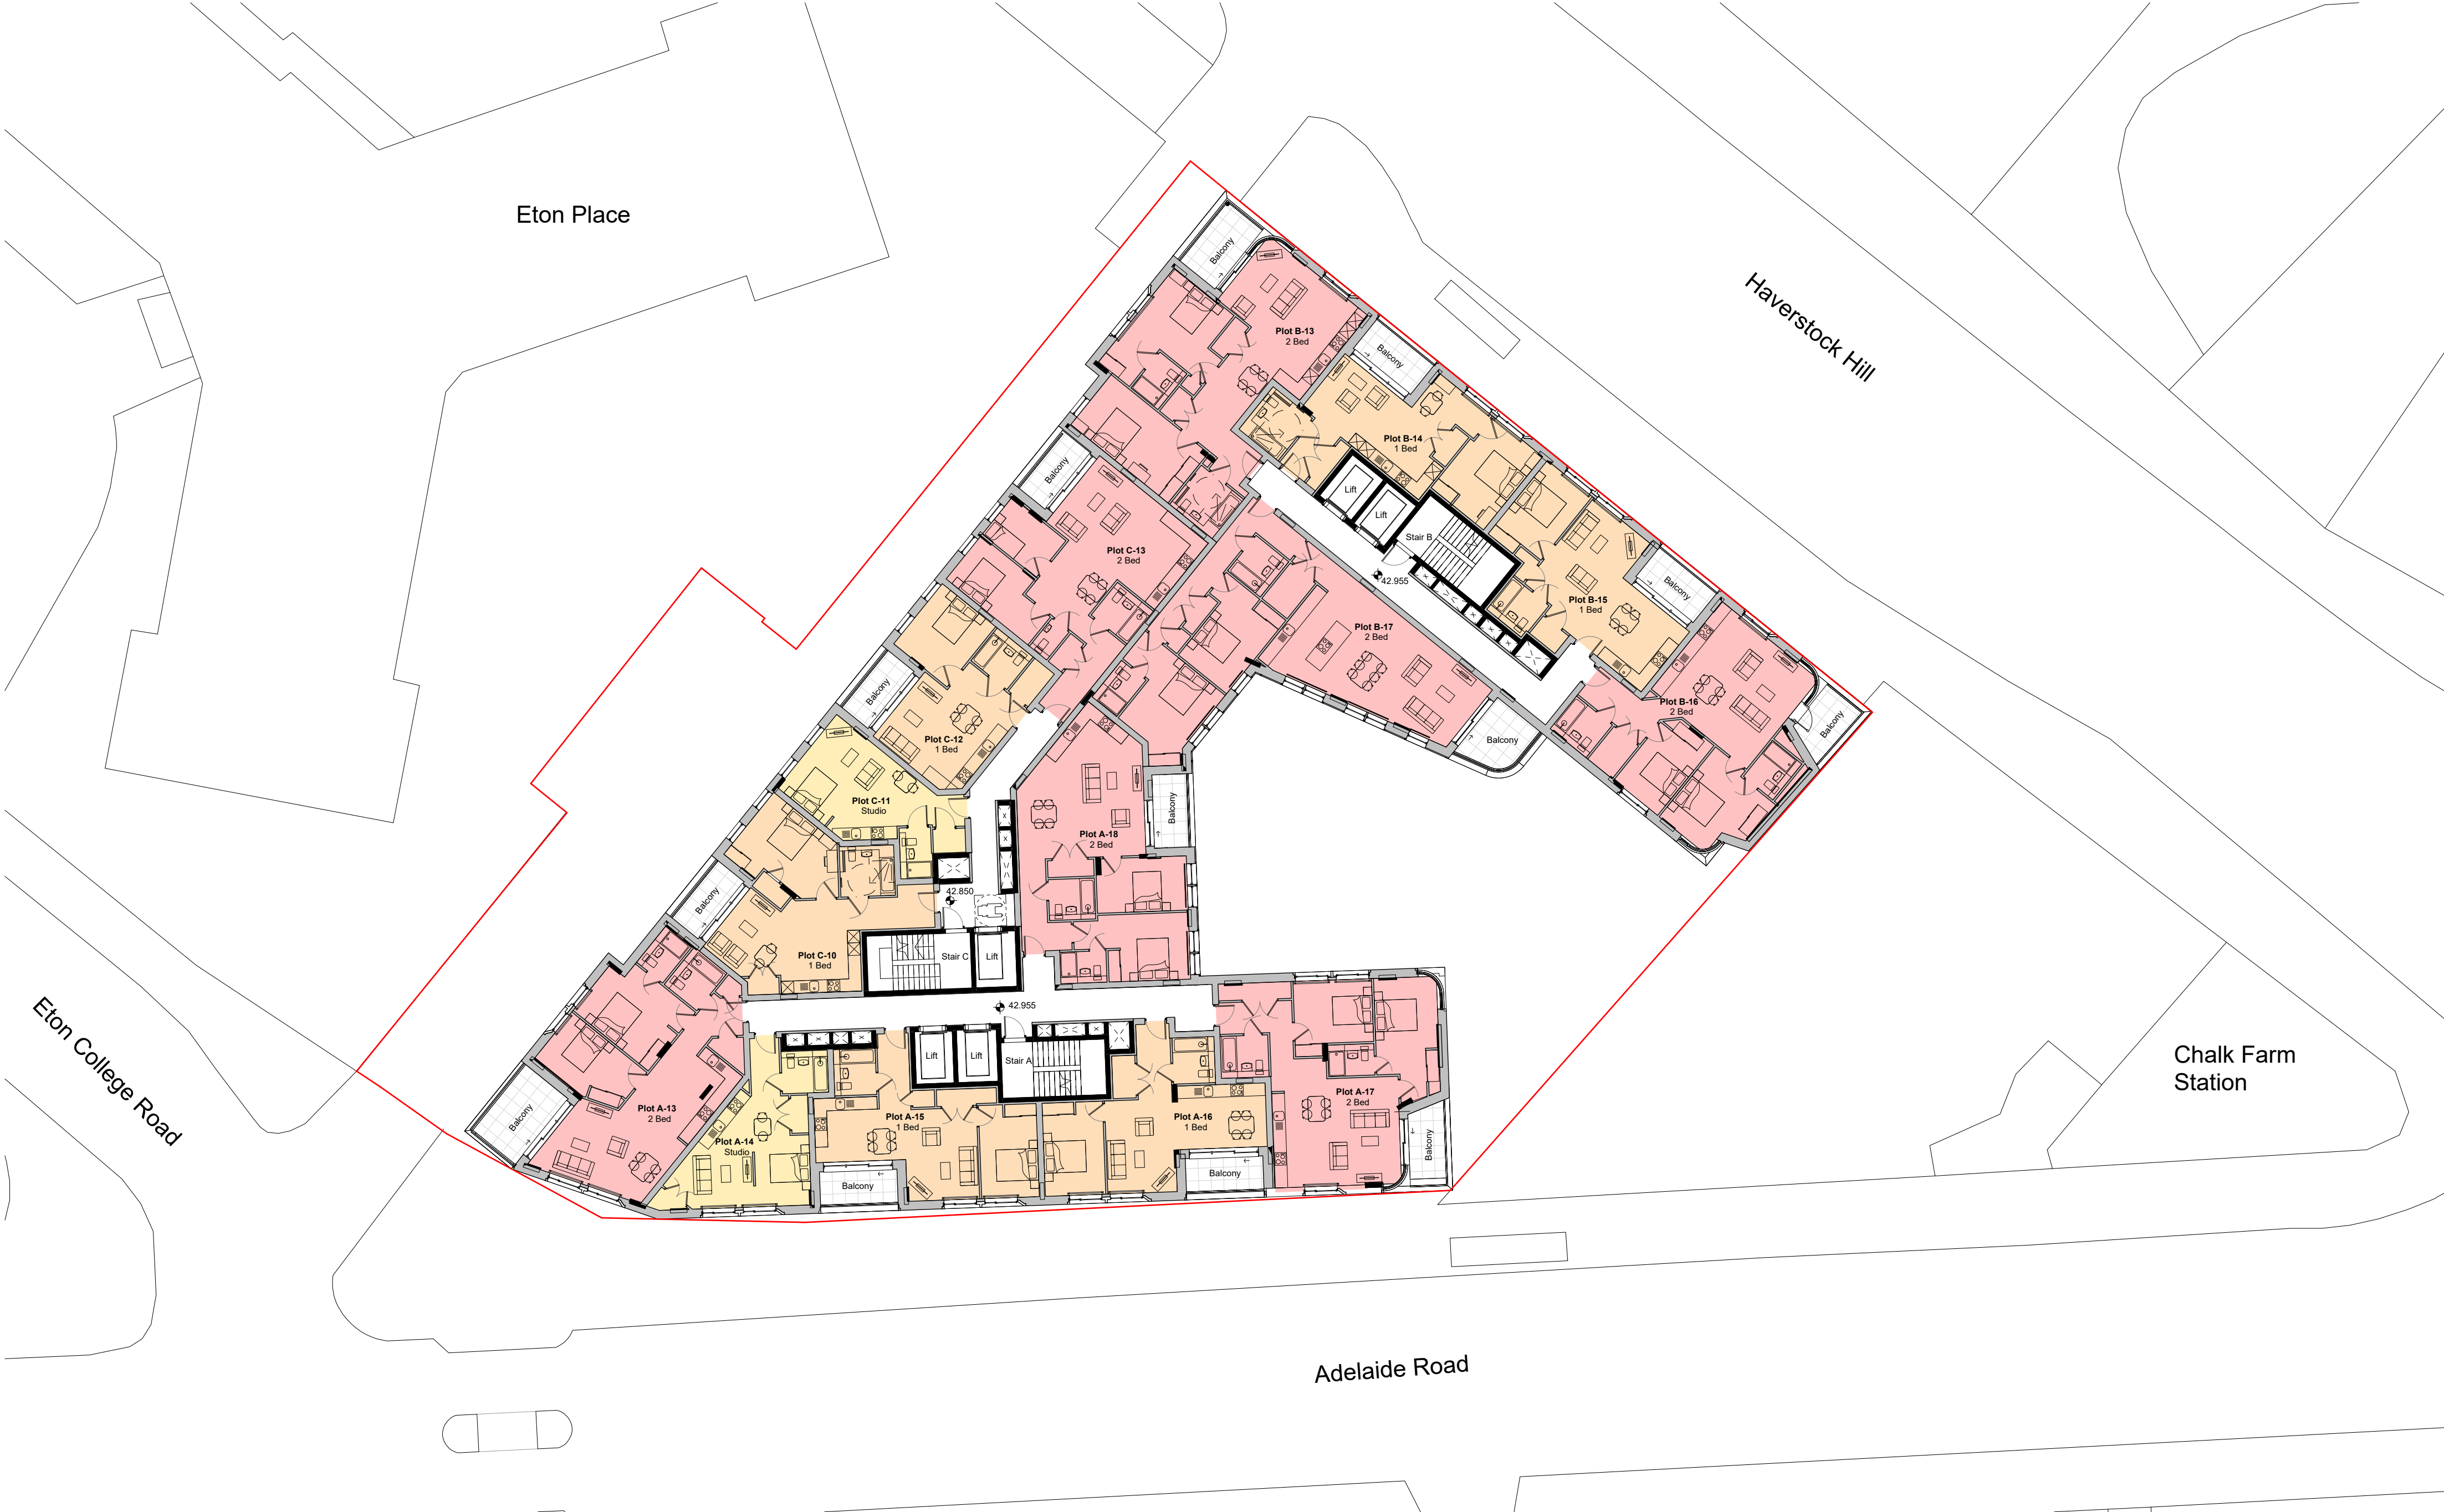 Eton Place
Haverstock Hill
Balcony
Plot B-13
2 Bed
Balcony
Plot B-14
1 Bed
Balcony
Lift
Lift
Stair B
42.955
Plot C-13
2 Bed
Balcony
Plot B-15
1 Bed
Plot B-17
2 Bed
Balcony
Plot B-16
2 Bed
Balcony
Balcony
Plot C-12
1 Bed
Balcony
Plot C-11
Studio
Plot A-18
2 Bed
Balcony
42.850
Balcony
Plot C-10
1 Bed
Stair C
Lift
42.955
Eton College Road
Chalk Farm
Station
Lift
Lift
Stair A
Balcony
Plot A-13
2 Bed
Plot A-14
Studio
Plot A-15
1 Bed
Balcony
Plot A-16
1 Bed
Balcony
Plot A-17
2 Bed
Balcony
Adelaide Road